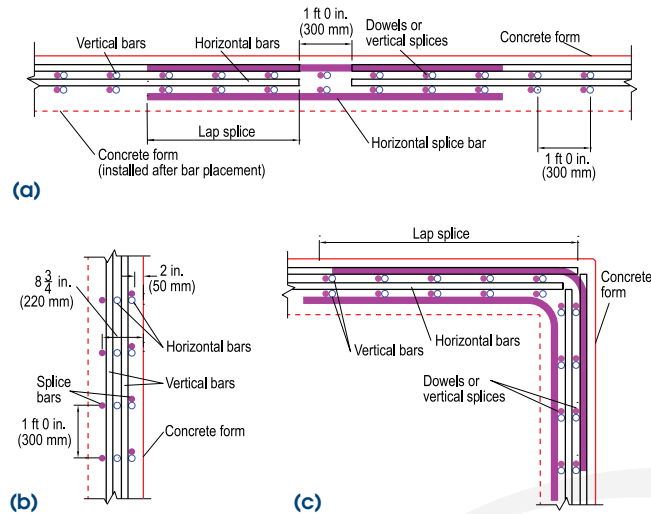 1 ft 0 in.
(300 mm)
Dowels or
vertical splices
Concrete form
Vertical bars
Horizontal bars
Lap splice
Horizontal splice bar
Concrete form
(installed after bar placement)
1 ft 0 in.
(300 mm)
(a)
8 3/4 in.
(220 mm)
2 in.
(50 mm)
Horizontal bars
Splice
bars
Vertical bars
1 ft 0 in.
(300 mm)
Concrete form
(b)
Lap splice
Concrete
form
Horizontal bars
Vertical bars
Dowels or
vertical splices
(c)